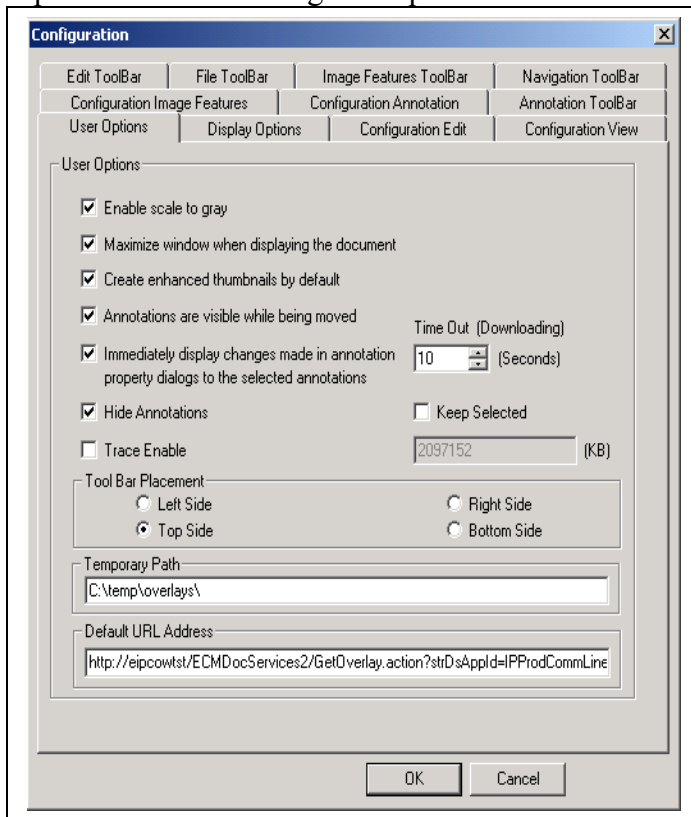 Configuration
Edit ToolBar File ToolBar Image Features ToolBar Navigation ToolBar
Configuration Image Features Configuration Annotation Annotation ToolBar
User Options Display Options Configuration Edit Configuration View
User Options
Enable scale to gray
Maximize window when displaying the document
Create enhanced thumbnails by default
Annotations are visible while being moved
Time Out (Downloading)
Immediately display changes made in annotation
property dialogs to the selected annotations
10 (Seconds)
Hide Annotations
Keep Selected
Trace Enable
2097152 (KB)
Tool Bar Placement
Left Side Right Side
Top Side Bottom Side
Temporary Path
C:\temp\overlays\
Default URL Address
http://eipcowtst/ECMDocServices2/GetOverlay.action?strDsAppId=IPProdCommLine
OK Cancel